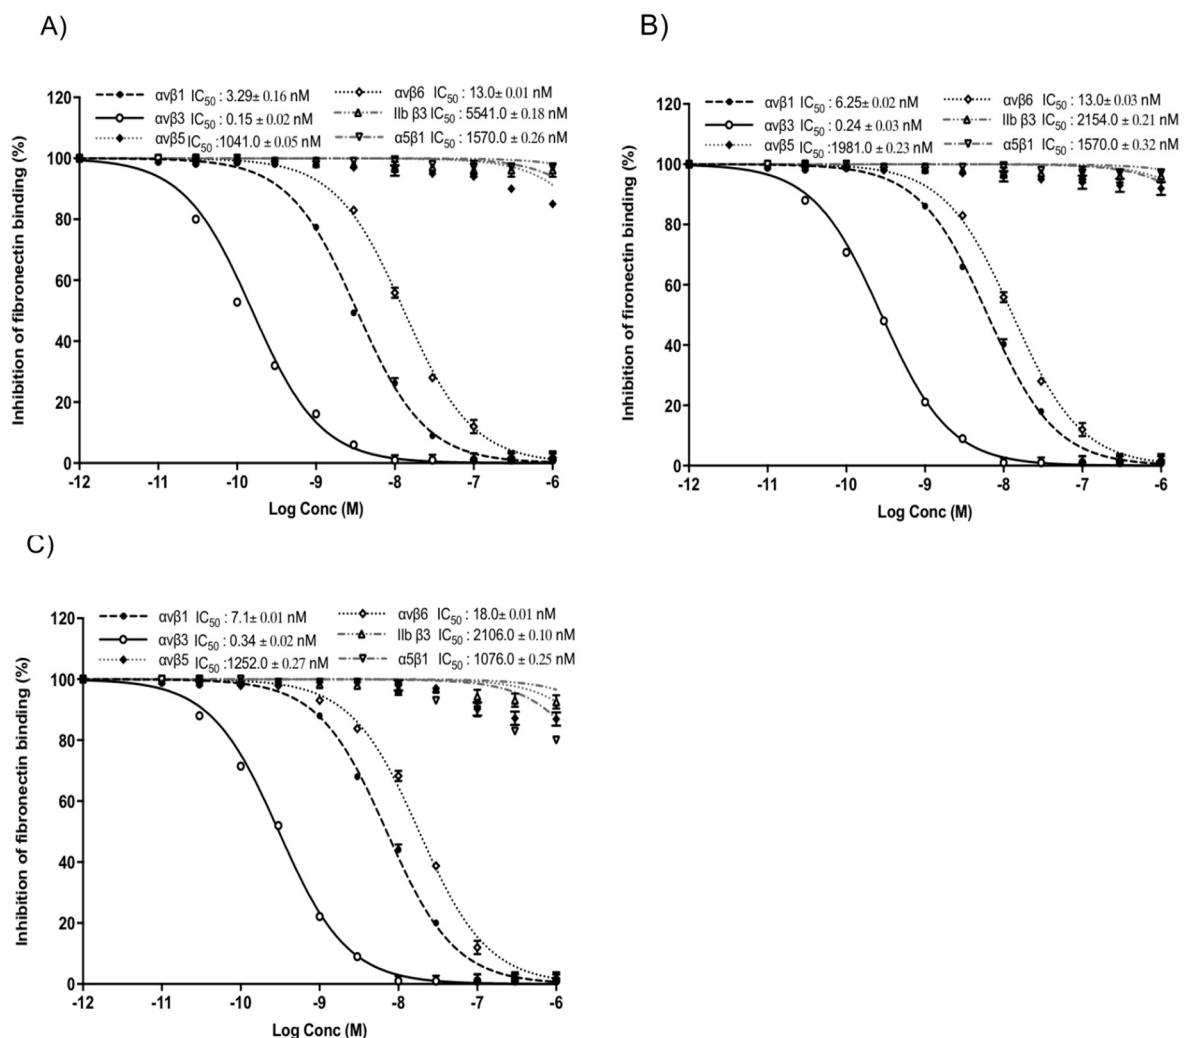 A)
αvβ1 IC50 : 3.29± 0.16 nM
αvβ3 IC50 : 0.15 ± 0.02 nM
αvβ5 IC50 :1041.0 ± 0.05 nM
αvβ6 IC50 : 13.0± 0.01 nM
IIb β3 IC50 : 5541.0 ± 0.18 nM
α5β1 IC50 : 1570.0 ± 0.26 nM
Inhibition of fibronectin binding (%)
120
100
80
60
40
20
0
-12 -11 -10 -9 -8 -7 -6
Log Conc (M)
B)
αvβ1 IC50 : 6.25± 0.02 nM
αvβ3 IC50 : 0.24 ± 0.03 nM
αvβ5 IC50 :1981.0 ± 0.23 nM
αvβ6 IC50 : 13.0± 0.03 nM
IIb β3 IC50 : 2154.0 ± 0.21 nM
α5β1 IC50 : 1570.0 ± 0.32 nM
Inhibition of fironectin binding (%)
120
100
80
60
40
20
0
-12 -11 -10 -9 -8 -7 -6
Log Conc (M)
C)
αvβ1 IC50 : 7.1± 0.01 nM
αvβ3 IC50 : 0.34 ± 0.02 nM
αvβ5 IC50 :1252.0 ± 0.27 nM
αvβ6 IC50 : 18.0± 0.01 nM
IIb β3 IC50 : 2106.0 ± 0.10 nM
α5β1 IC50 : 1076.0 ± 0.25 nM
Inhibition of fibronectin binding (%)
120
100
80
60
40
20
0
-12 -11 -10 -9 -8 -7 -6
Log Conc (M)